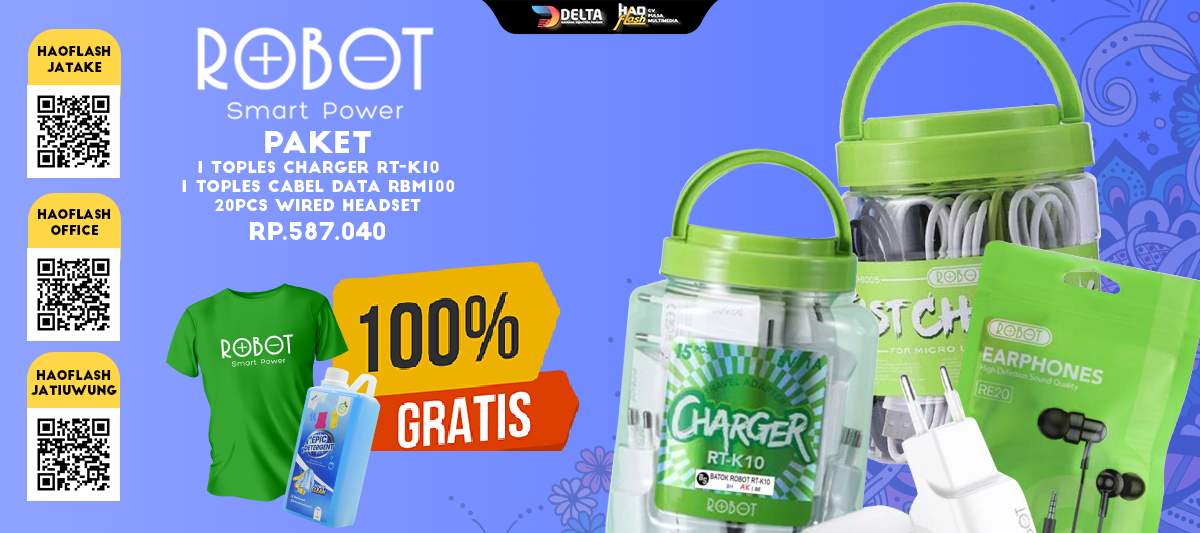 DELTA
HAO flash
CV.
PULSA
MULTIMEDIA
HAOFLASH
JATAKE
HAOFLASH
OFFICE
HAOFLASH
JATIUWUNG
ROBOT
Smart Power
PAKET
1 TOPLES CHARGER RT-K10
1 TOPLES CABEL DATA RBM100
20PCS WIRED HEADSET
RP.587.040
ROBOT
Smart Power
100%
GRATIS
EPIC
DETERGENT
TRAVEL ADAPTER
CHARGER
RT-K10
BATOK ROBOT RT-K10
ROBOT
ROBOT
ST CH
FOR MICRO
ROBOT
EARPHONES
High Definition Sound Quality
RE20